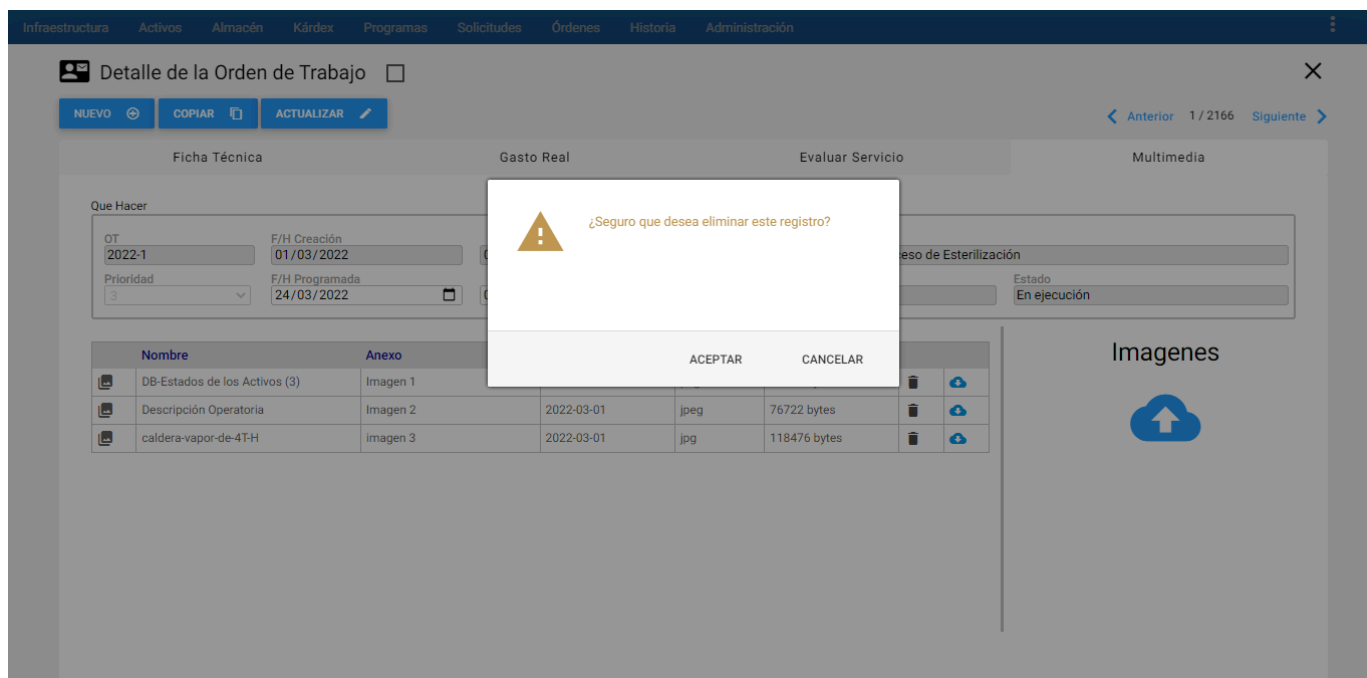 Infraestructura Activos Almacén Kárdex Programas Solicitudes Órdenes Historia Administración
Detalle de la Orden de Trabajo
NUEVO COPIAR ACTUALIZAR Anterior 1 / 2166 Siguiente
Ficha Técnica Gasto Real Evaluar Servicio Multimedia
Que Hacer
¿Seguro que desea eliminar este registro?
OT F/H Creación
2022-1 01/03/2022 eso de Esterilización
Prioridad F/H Programada Estado
3 24/03/2022 En ejecución
ACEPTAR CANCELAR
Nombre Anexo Imagenes
DB-Estados de los Activos (3) Imagen 1
Descripción Operatoria Imagen 2 2022-03-01 jpeg 76722 bytes
caldera-vapor-de-4T-H imagen 3 2022-03-01 jpg 118476 bytes